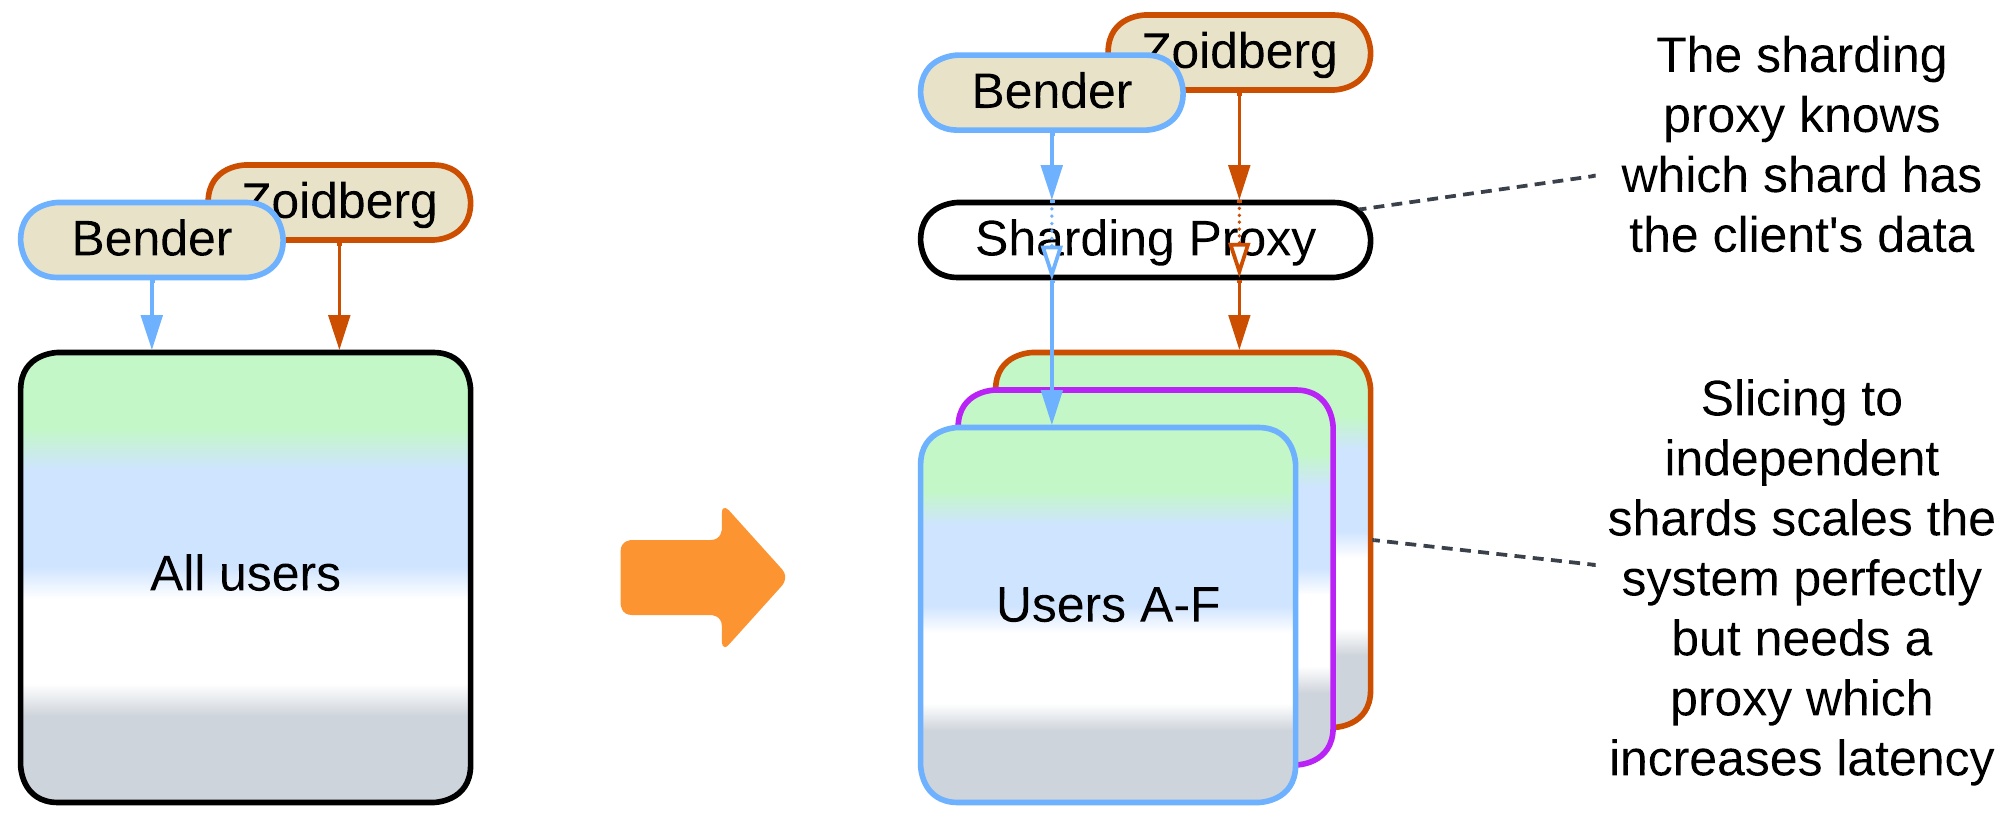 Zoidberg
Bender
All users
Zoidberg
Bender
Sharding Proxy
Users A-F
The sharding
proxy knows
which shard has
the client's data
Slicing to
independent
shards scales the
system perfectly
but needs a
proxy which
increases latency